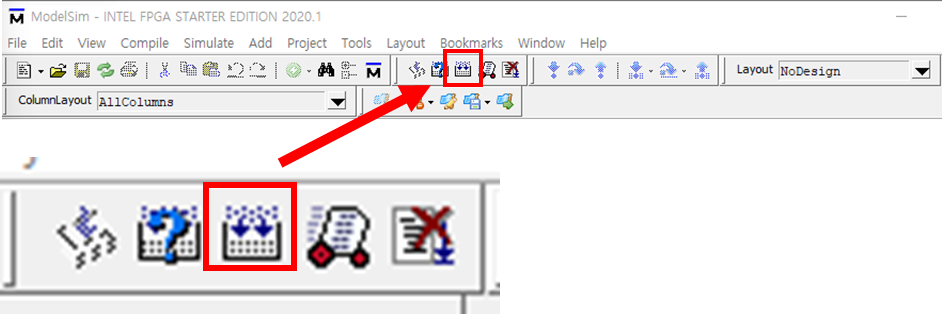 ModelSim - INTEL FPGA STARTER EDITION 2020.1
File Edit View Compile Simulate Add Project Tools Layout Bookmarks Window Help
Layout NoDesign
ColumnLayout AllColumns